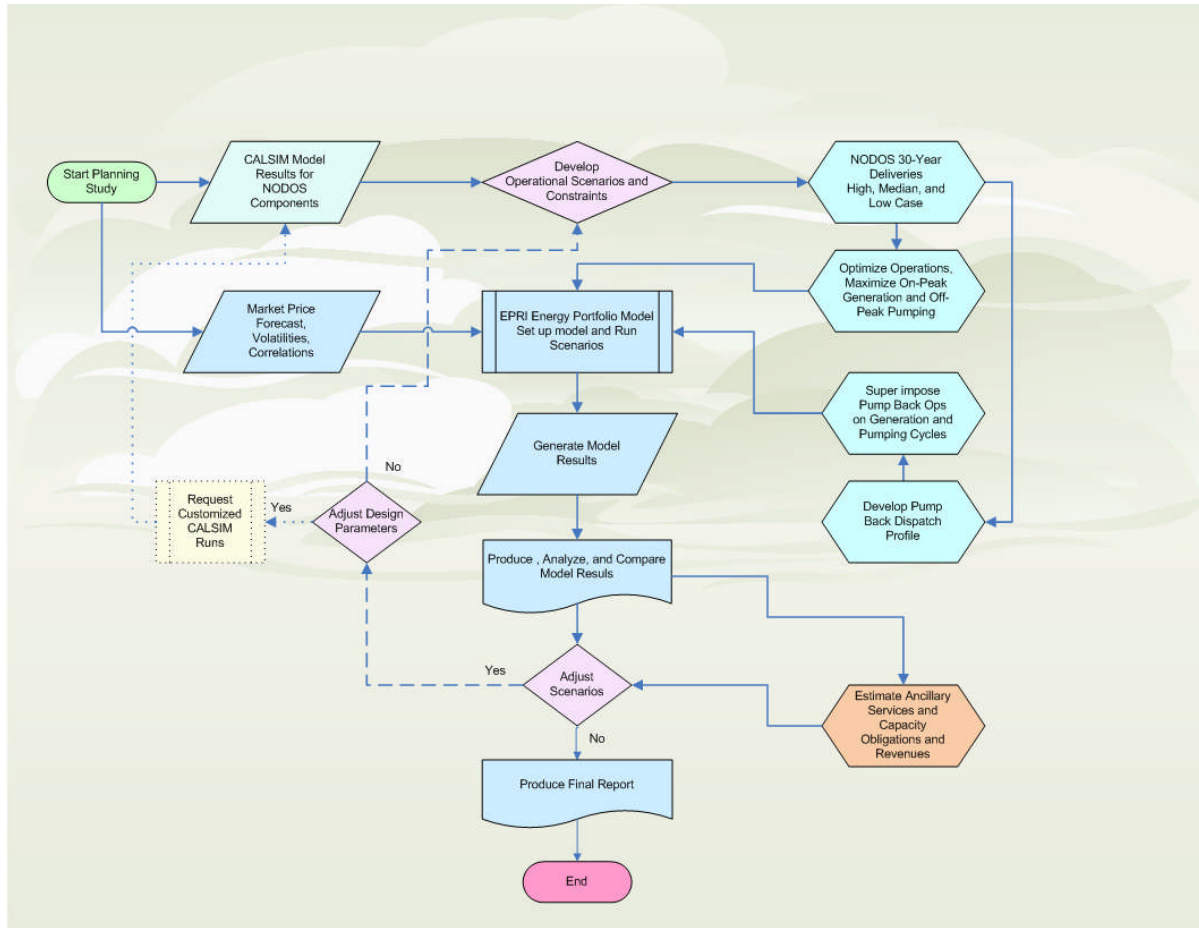 Start Planning
Study
CALSIM Model
Results for
NODOS
Components
Develop
Operational Scenarios and
Constraints
NODOS 30-Year
Deliveries
High, Median, and
Low Case
Optimize Operations,
Maximize On-Peak
Generation and Off-
Peak Pumping
Market Price
Forecast,
Volatilities,
Correlations
EPRI Energy Portfolio Model
Set up model and Run
Scenarios
Super impose
Pump Back Ops
on Generation and
Pumping Cycles
Generate Model
Results
No
Request
Customized
CALSIM
Runs
Yes
Adjust Design
Parameters
Develop Pump
Back Dispatch
Profile
Produce , Analyze, and Compare
Model Resuls
Yes
Adjust
Scenarios
Estimate Ancillary
Services and
Capacity
Obligations and
Revenues
No
Produce Final Report
End